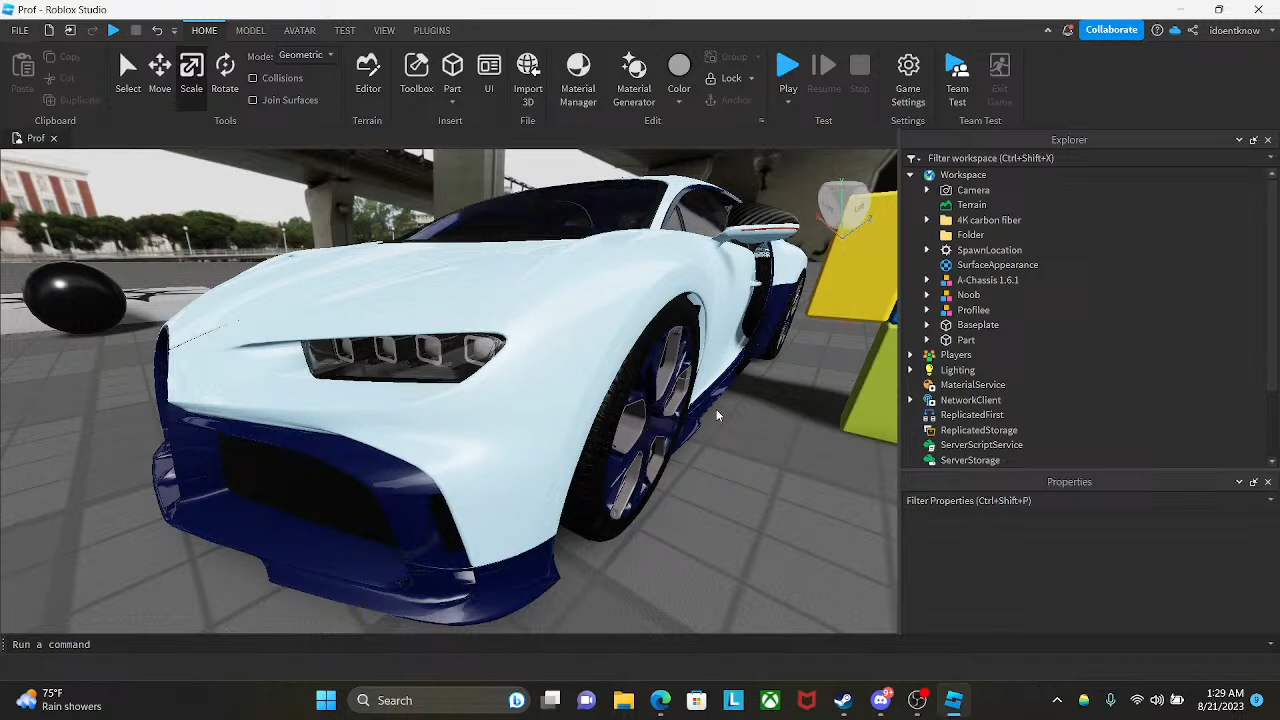 Prof - Roblox Studio
FILE
HOME
MODEL
AVATAR
TEST
VIEW
PLUGINS
Collaborate
idoentknow
Paste
Copy
Cut
Duplicate
Select
Move
Scale
Rotate
Mode:
Geometric
Collisions
Join Surfaces
Editor
Toolbox
Part
UI
Import
3D
Material
Manager
Material
Generator
Color
Group
Lock
Anchor
Play
Resume
Stop
Game
Settings
Team
Test
Exit
Game
Clipboard
Tools
Terrain
Insert
File
Edit
Test
Settings
Team Test
Prof
Explorer
Filter workspace (Ctrl+Shift+X)
Workspace
Camera
Terrain
4K carbon fiber
Folder
SpawnLocation
SurfaceAppearance
A-Chassis 1.6.1
Noob
Profilee
Baseplate
Part
Players
Lighting
MaterialService
NetworkClient
ReplicatedFirst
ReplicatedStorage
ServerScriptService
ServerStorage
Properties
Filter Properties (Ctrl+Shift+P)
Run a command
75°F
Rain showers
Search
9+
1:29 AM
8/21/2023